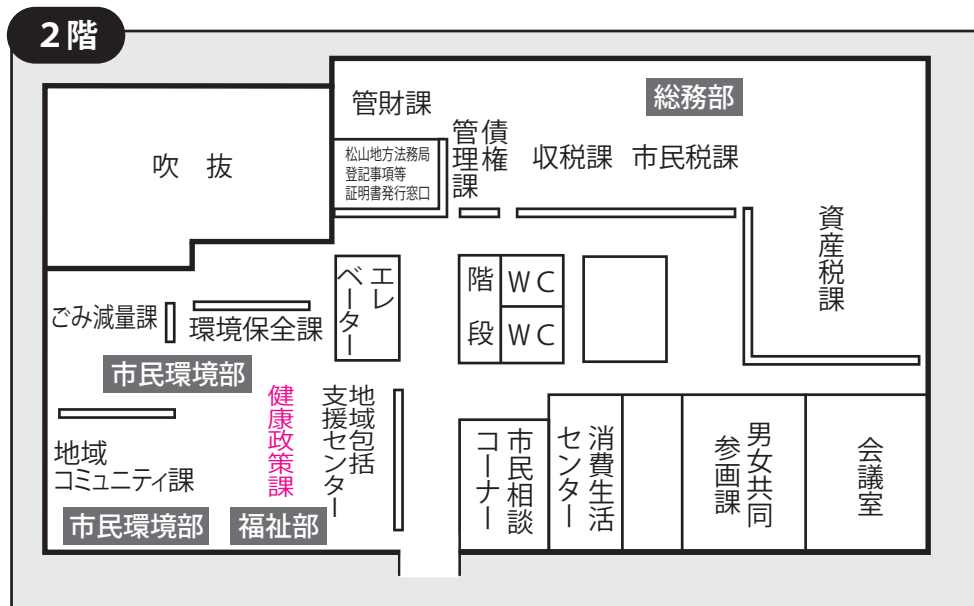 ２階
総務部
管財課
松山地方法務局
登記事項等
証明書発行窓口
債権
管理課
収税課
市民税課
資産税課
吹　抜
エレ
ベーター
階段
ＷＣ
ＷＣ
ごみ減量課
環境保全課
市民環境部
健康政策課
地域包括
支援センター
地域
コミュニティ課
市民環境部
福祉部
市民相談
コーナー
消費生活
センター
男女共同
参画課
会議室